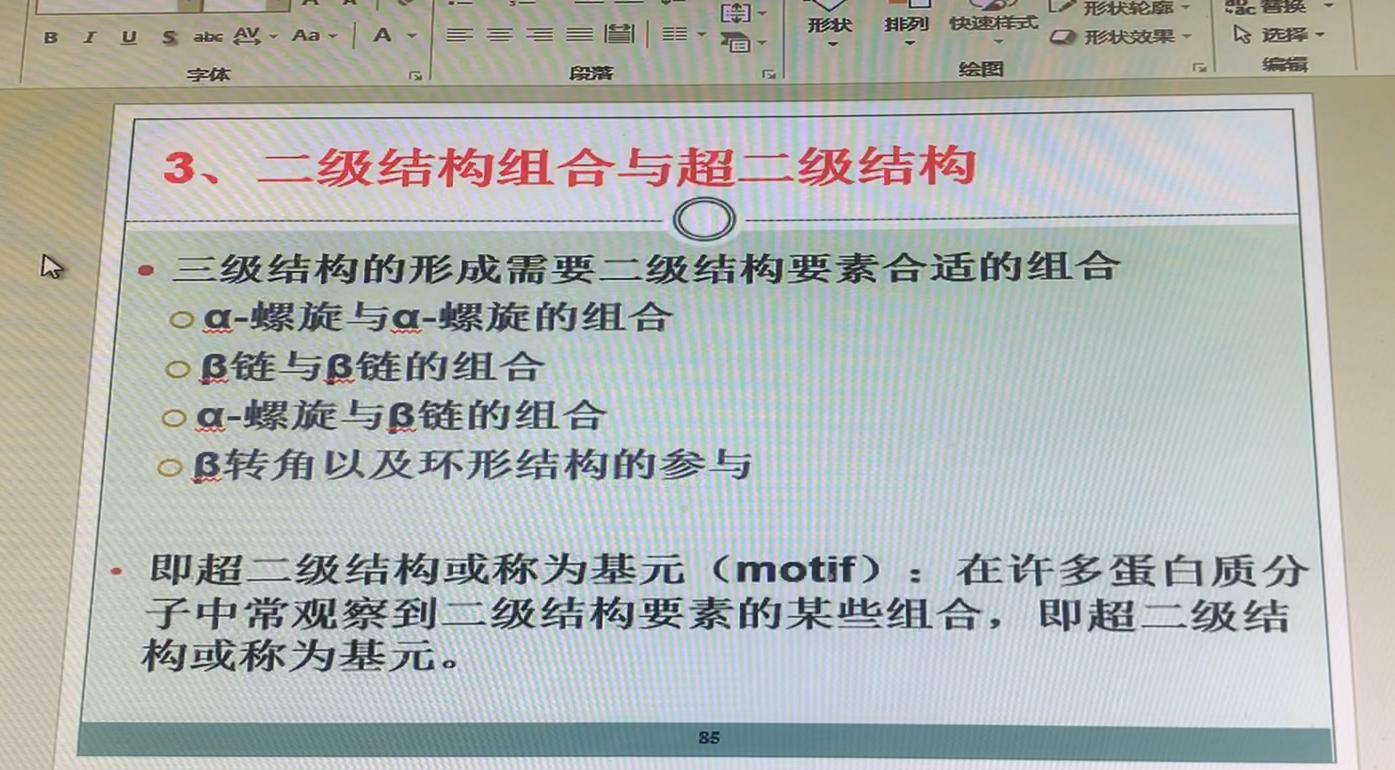 B I U S abc AV Aa A
形状 排列 快速样式
形状轮廓
形状效果
替换
选择
字体 段落 绘图 编辑
3、二级结构组合与超二级结构
三级结构的形成需要二级结构要素合适的组合
α-螺旋与α-螺旋的组合
β链与β链的组合
α-螺旋与β链的组合
β转角以及环形结构的参与
即超二级结构或称为基元（motif）：在许多蛋白质分
子中常观察到二级结构要素的某些组合，即超二级结
构或称为基元。
85